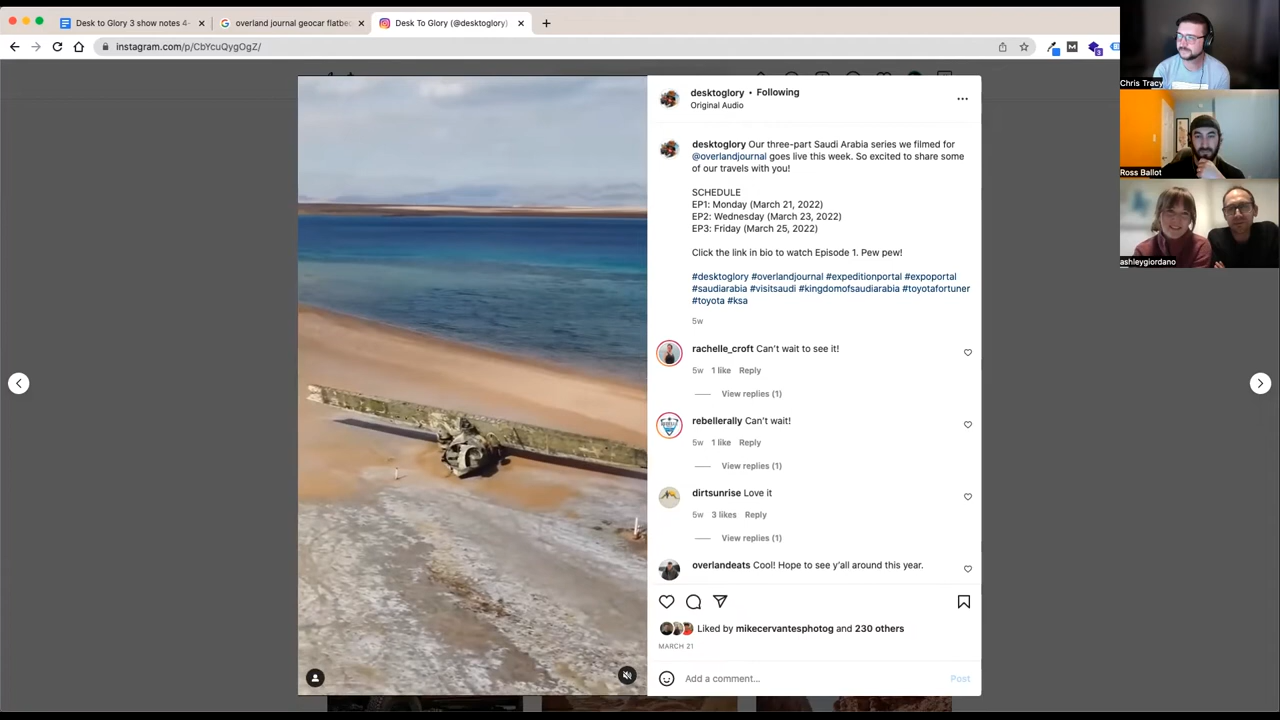 Desk to Glory 3 show notes 4-
overland journal geocar flatbec
Desk To Glory (@desktoglory)
instagram.com/p/CbYcuQygOgZ/
desktoglory • Following
Original Audio
desktoglory Our three-part Saudi Arabia series we filmed for
@overlandjournal goes live this week. So excited to share some
of our travels with you!
SCHEDULE
EP1: Monday (March 21, 2022)
EP2: Wednesday (March 23, 2022)
EP3: Friday (March 25, 2022)
Click the link in bio to watch Episode 1. Pew pew!
#desktoglory #overlandjournal #expeditionportal #expoportal
#saudiarabia #visitsaudi #kingdomofsaudiarabia #toyotafortuner
#toyota #ksa
5w
rachelle_croft Can't wait to see it!
5w 1 like Reply
View replies (1)
rebellerally Can't wait!
5w 1 like Reply
View replies (1)
dirtsunrise Love it
5w 3 likes Reply
View replies (1)
overlandeats Cool! Hope to see y'all around this year.
Liked by mikecervantesphotog and 230 others
MARCH 21
Add a comment... Post
Chris Tracy
Ross Ballot
ashleygiordano